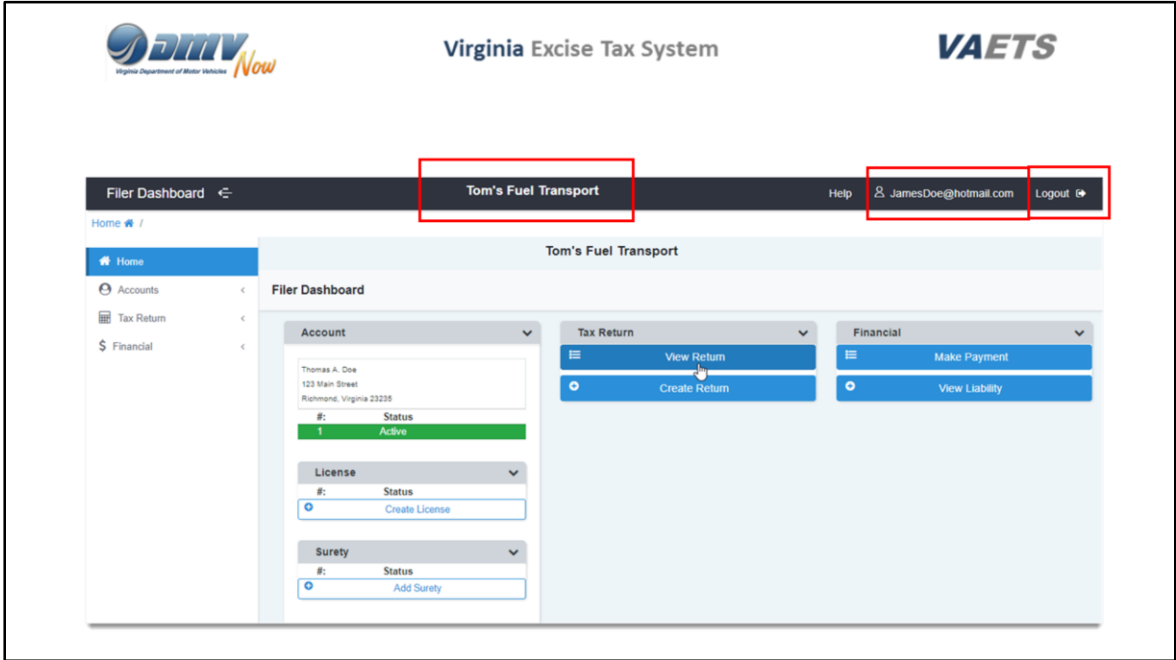 DMV Now
Virginia Department of Motor Vehicles
Virginia Excise Tax System
VAETS
Filer Dashboard
Tom's Fuel Transport
Help
JamesDoe@hotmail.com
Logout
Home /
Tom's Fuel Transport
Home
Accounts
Tax Return
$ Financial
Filer Dashboard
Account
Thomas A. Doe
123 Main Street
Richmond, Virginia 23235
#: Status
1 Active
License
#: Status
Create License
Surety
#: Status
Add Surety
Tax Return
View Return
Create Return
Financial
Make Payment
View Liability